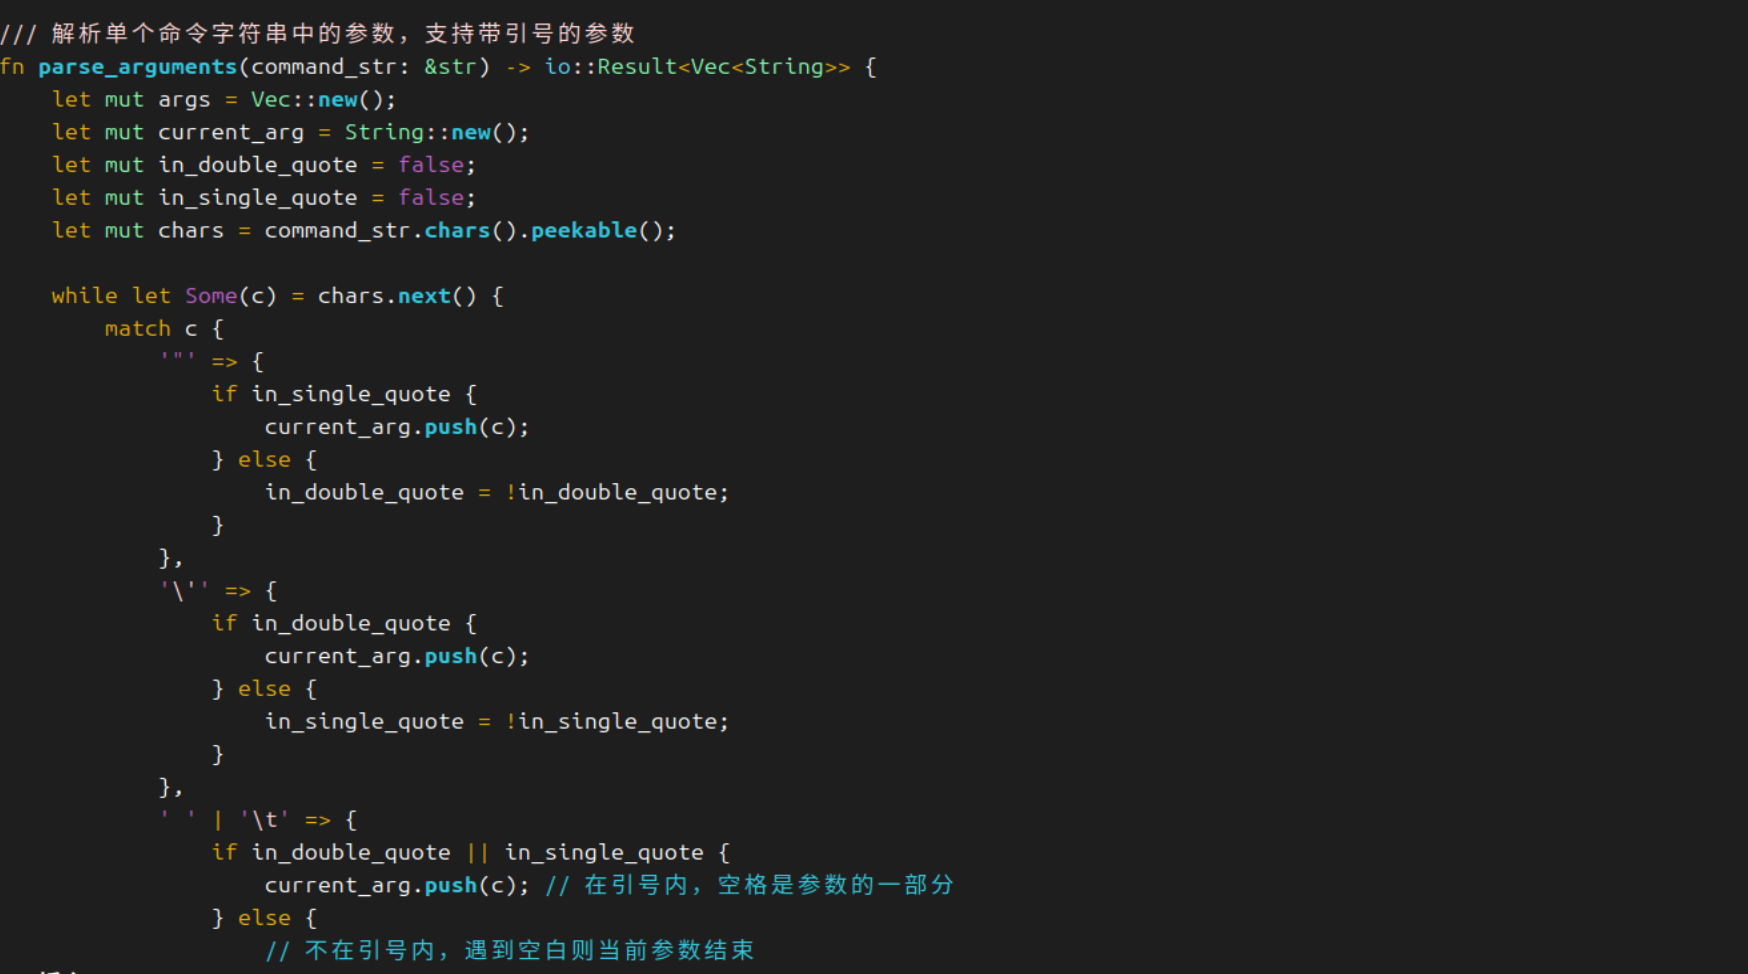 /// 解析单个命令字符串中的参数，支持带引号的参数
fn parse_arguments(command_str: &str) -> io::Result<Vec<String>> {
    let mut args = Vec::new();
    let mut current_arg = String::new();
    let mut in_double_quote = false;
    let mut in_single_quote = false;
    let mut chars = command_str.chars().peekable();

    while let Some(c) = chars.next() {
        match c {
            '"' => {
                if in_single_quote {
                    current_arg.push(c);
                } else {
                    in_double_quote = !in_double_quote;
                }
            },
            '\'' => {
                if in_double_quote {
                    current_arg.push(c);
                } else {
                    in_single_quote = !in_single_quote;
                }
            },
            ' ' | '\t' => {
                if in_double_quote || in_single_quote {
                    current_arg.push(c); // 在引号内，空格是参数的一部分
                } else {
                    // 不在引号内，遇到空白则当前参数结束